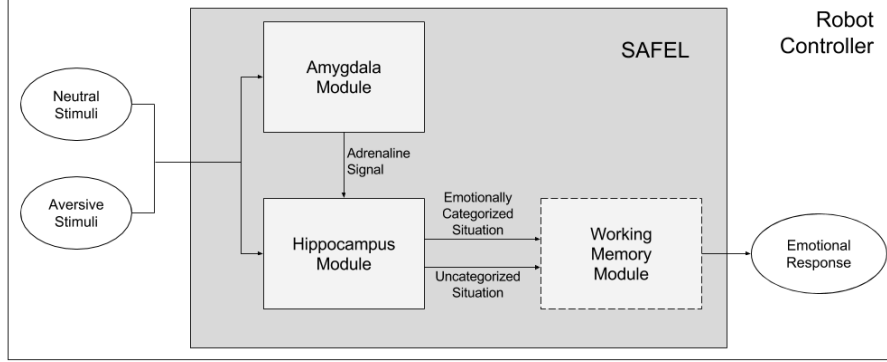 Robot
Controller
SAFEL
Amygdala
Module
Neutral
Stimuli
Adrenaline
Signal
Aversive
Stimuli
Emotionally
Categorized
Situation
Hippocampus
Module
Working
Memory
Module
Emotional
Response
Uncategorized
Situation